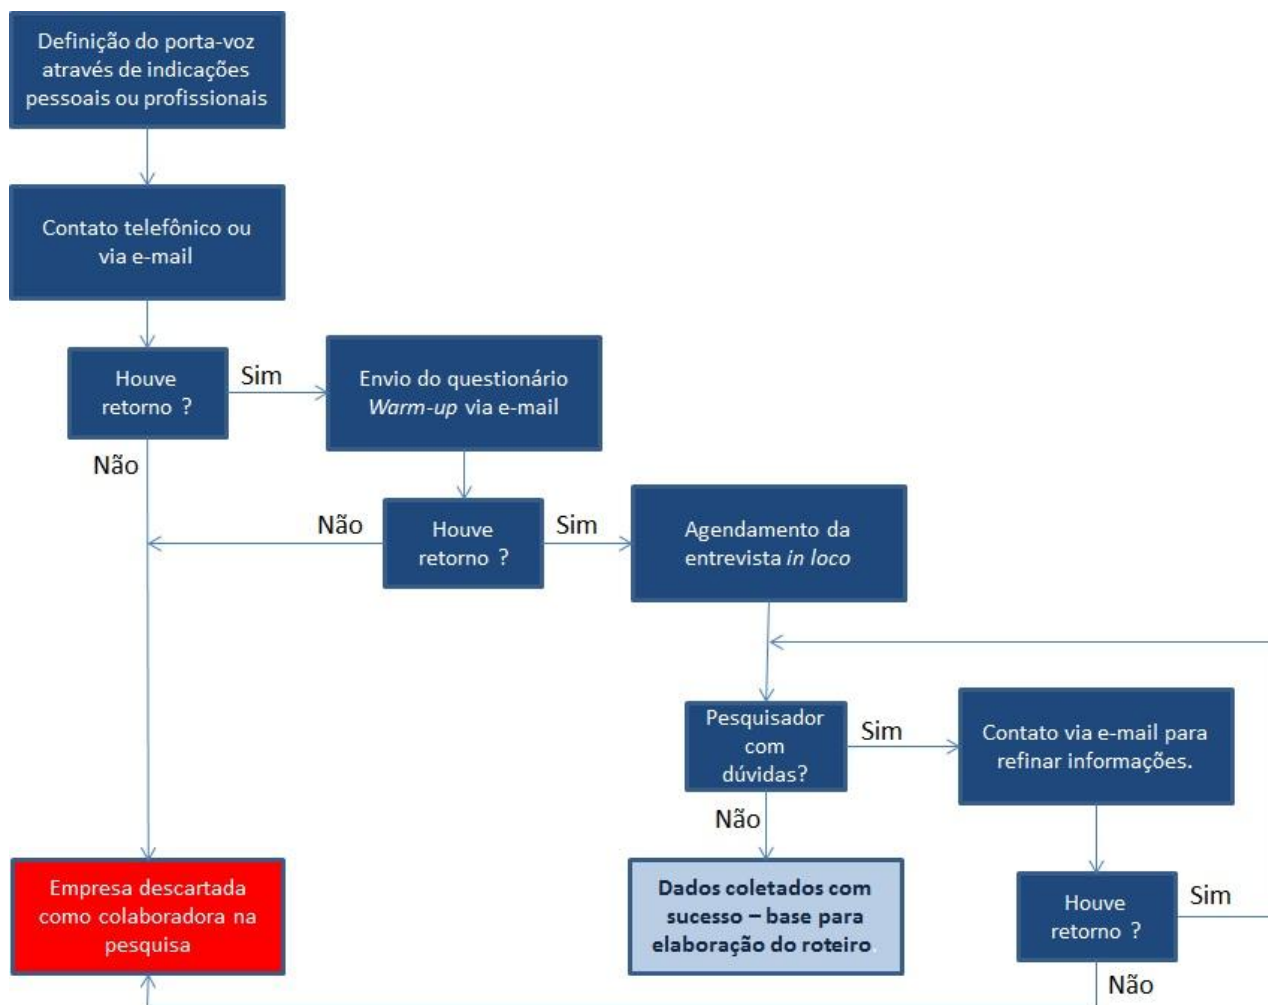 Definição do porta-voz
através de indicações
pessoais ou profissionais
Contato telefônico ou
via e-mail
Houve
retorno ?
Sim
Envio do questionário
Warm-up via e-mail
Não
Houve
retorno ?
Não
Sim
Agendamento da
entrevista in loco
Pesquisador
com
dúvidas?
Sim
Contato via e-mail para
refinar informações.
Não
Empresa descartada
como colaboradora na
pesquisa
Dados coletados com
sucesso – base para
elaboração do roteiro.
Houve
retorno ?
Sim
Não